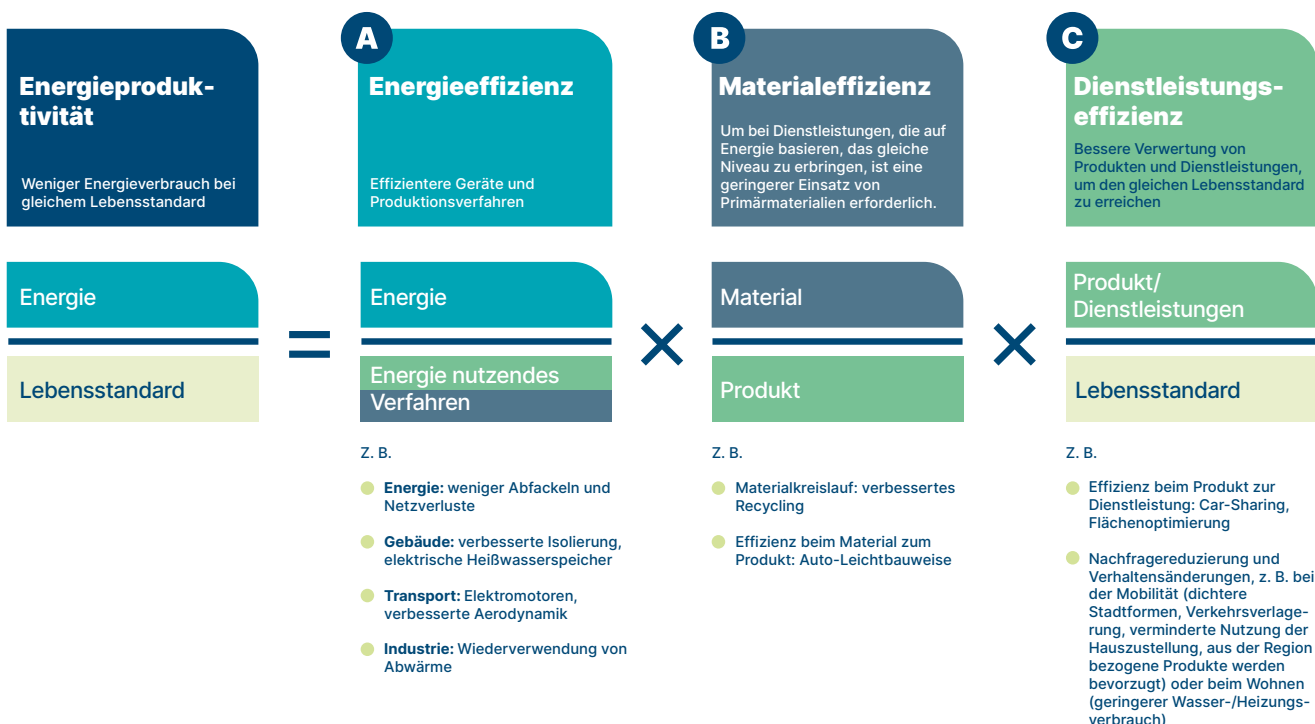 Energieproduk-
tivität
Weniger Energieverbrauch bei
gleichem Lebensstandard
A
Energieeffizienz
Effizientere Geräte und
Produktionsverfahren
B
Materialeffizienz
Um bei Dienstleistungen, die auf
Energie basieren, das gleiche
Niveau zu erbringen, ist eine
geringerer Einsatz von
Primärmaterialien erforderlich.
C
Dienstleistungs-
effizienz
Bessere Verwertung von
Produkten und Dienstleistungen,
um den gleichen Lebensstandard
zu erreichen
Energie
Lebensstandard
=
Energie
Energie nutzendes
Verfahren
×
Material
Produkt
×
Produkt/
Dienstleistungen
Lebensstandard
Z. B.
Energie: weniger Abfackeln und
Netzverluste
Gebäude: verbesserte Isolierung,
elektrische Heißwasserspeicher
Transport: Elektromotoren,
verbesserte Aerodynamik
Industrie: Wiederverwendung von
Abwärme
Z. B.
Materialkreislauf: verbessertes
Recycling
Effizienz beim Material zum
Produkt: Auto-Leichtbauweise
Z. B.
Effizienz beim Produkt zur
Dienstleistung: Car-Sharing,
Flächenoptimierung
Nachfragereduzierung und
Verhaltensänderungen, z. B. bei
der Mobilität (dichtere
Stadtformen, Verkehrsverlage-
rung, verminderte Nutzung der
Hauszustellung, aus der Region
bezogene Produkte werden
bevorzugt) oder beim Wohnen
(geringerer Wasser-/Heizungs-
verbrauch)